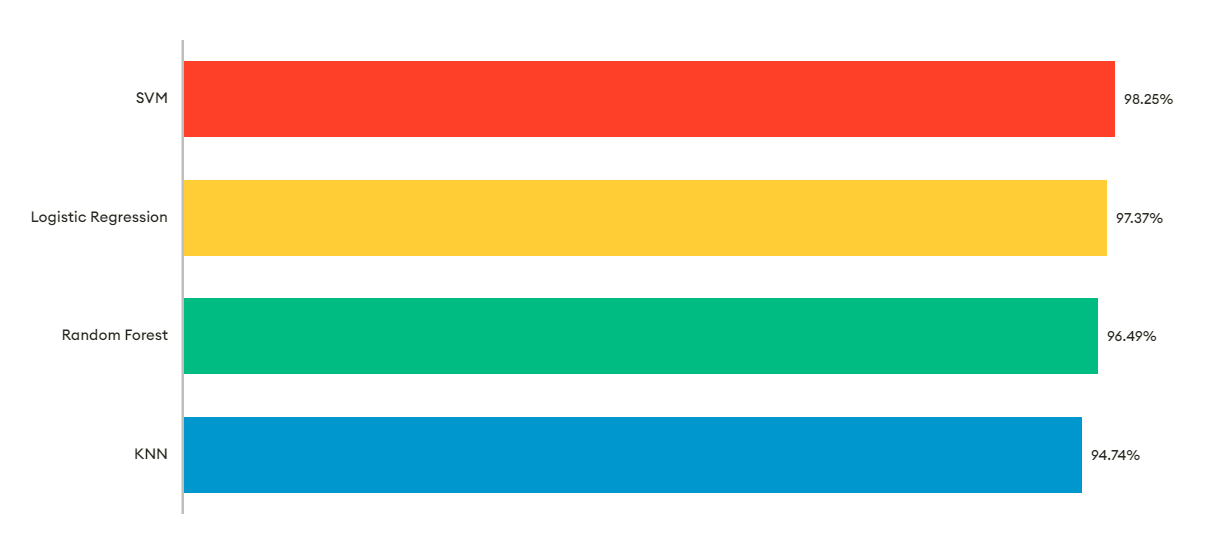 SVM
98.25%
Logistic Regression
97.37%
Random Forest
96.49%
KNN
94.74%